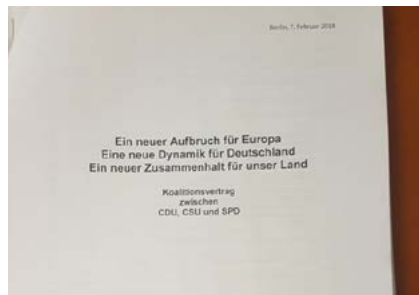 Berlin, 7. Februar 2018
Ein neuer Aufbruch für Europa
Eine neue Dynamik für Deutschland
Ein neuer Zusammenhalt für unser Land
Koalitionsvertrag
zwischen
CDU, CSU und SPD